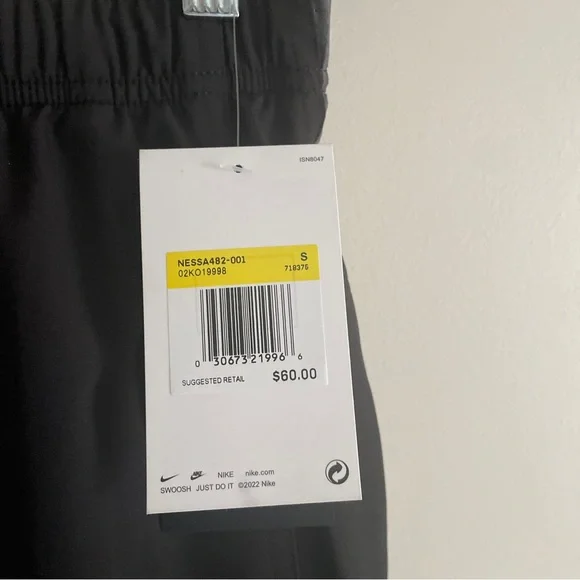 ISN8047
NESSA482-001 S
02KO19998 718375
0 30673 21996 6
SUGGESTED RETAIL $60.00
NIKE nike.com
SWOOSH JUST DO IT ©2022 Nike